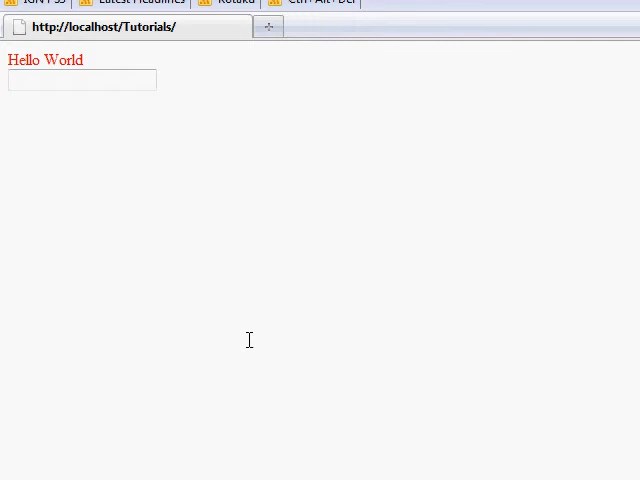 IGN PS3 Latest Headlines Kotaku Ctrl+Alt+Del
http://localhost/Tutorials/
Hello World